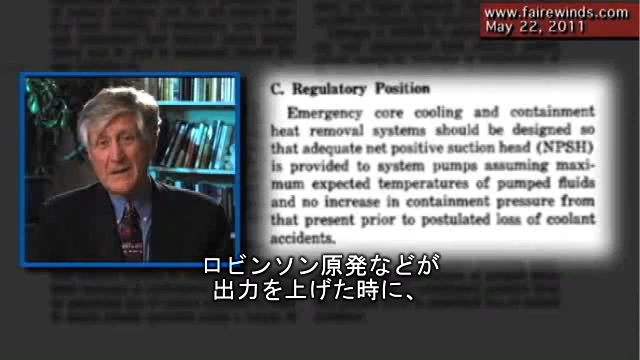 www.fairewinds.com
May 22, 2011
C. Regulatory Position
Emergency core cooling and containment
heat removal systems should be designed so
that adequate net positive suction head (NPSH)
is provided to system pumps assuming maxi-
mum expected temperatures of pumped fluids
and no increase in containment pressure from
that present prior to postulated loss of coolant
accidents.
ロビンソン原発などが
出力を上げた時に、